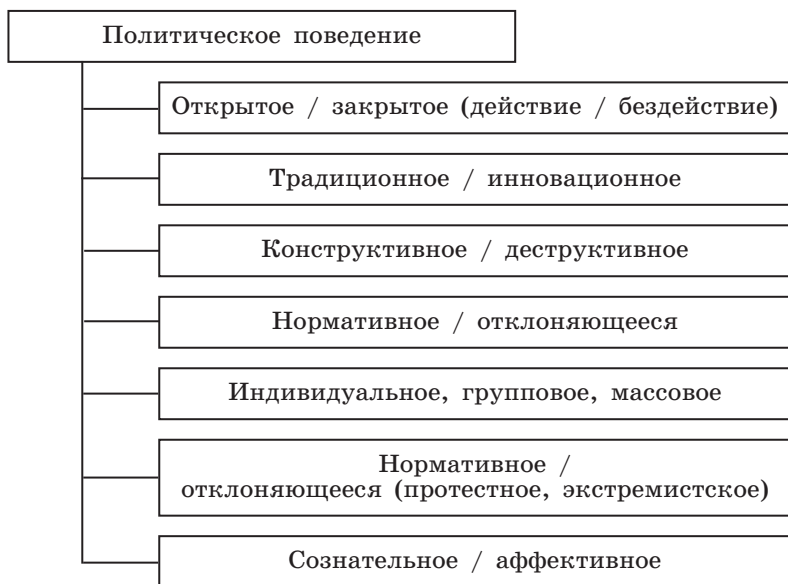 Политическое поведение
Открытое / закрытое (действие / бездействие)
Традиционное / инновационное
Конструктивное / деструктивное
Нормативное / отклоняющееся
Индивидуальное, групповое, массовое
Нормативное /
отклоняющееся (протестное, экстремистское)
Сознательное / аффективное